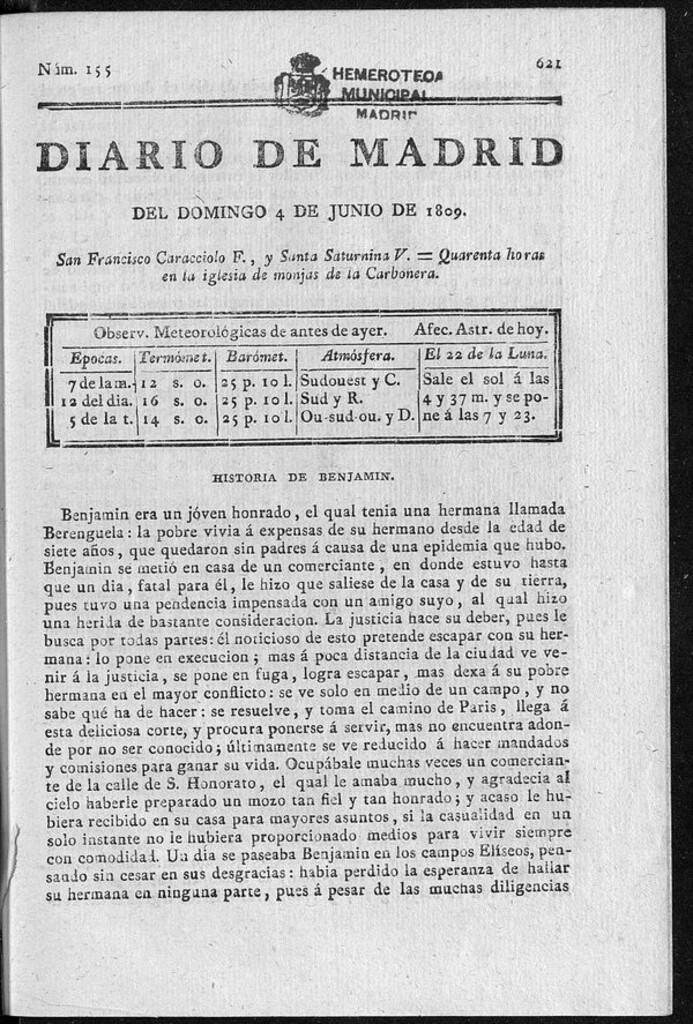 Núm. 155
621
HEMEROTECA
MUNICIPAL
MADRID
DIARIO DE MADRID
DEL DOMINGO 4 DE JUNIO DE 1809.
San Francisco Caracciolo F., y Santa Saturnina V. = Quarenta horas
en la iglesia de monjas de la Carbonera.
Observ. Meteorológicas de antes de ayer. Afec. Astr. de hoy.
Epocas. Termómet. Barómet. Atmósfera. El 22 de la Luna.
7 de la m. 12 s. o. 25 p. 10 l. Sudouest y C. Sale el sol á las
12 del dia. 16 s. o. 25 p. 10 l. Sud y R. 4 y 37 m. y se po-
5 de la t. 14 s. o. 25 p. 10 l. Ou-sud-ou. y D. ne á las 7 y 23.
HISTORIA DE BENJAMIN.
Benjamin era un jóven honrado, el qual tenia una hermana llamada
Berenguela: la pobre vivia á expensas de su hermano desde la edad de
siete años, que quedaron sin padres á causa de una epidemia que hubo.
Benjamin se metió en casa de un comerciante, en donde estuvo hasta
que un dia, fatal para él, le hizo que saliese de la casa y de su tierra,
pues tuvo una pendencia impensada con un amigo suyo, al qual hizo
una herida de bastante consideracion. La justicia hace su deber, pues le
busca por todas partes: él noticioso de esto pretende escapar con su her-
mana: lo pone en execucion; mas á poca distancia de la ciudad ve ve-
nir á la justicia, se pone en fuga, logra escapar, mas dexa á su pobre
hermana en el mayor conflicto: se ve solo en medio de un campo, y no
sabe qué ha de hacer: se resuelve, y toma el camino de Paris, llega á
esta deliciosa corte, y procura ponerse á servir, mas no encuentra adon-
de por no ser conocido; últimamente se ve reducido á hacer mandados
y comisiones para ganar su vida. Ocupábale muchas veces un comercian-
te de la calle de S. Honorato, el qual le amaba mucho, y agradecia al
cielo haberle preparado un mozo tan fiel y tan honrado; y acaso le hu-
biera recibido en su casa para mayores asuntos, si la casualidad en un
solo instante no le hubiera proporcionado medios para vivir siempre
con comodidad. Un dia se paseaba Benjamin en los campos Elíseos, pen-
sando sin cesar en sus desgracias: habia perdido la esperanza de hallar
su hermana en ninguna parte, pues á pesar de las muchas diligencias